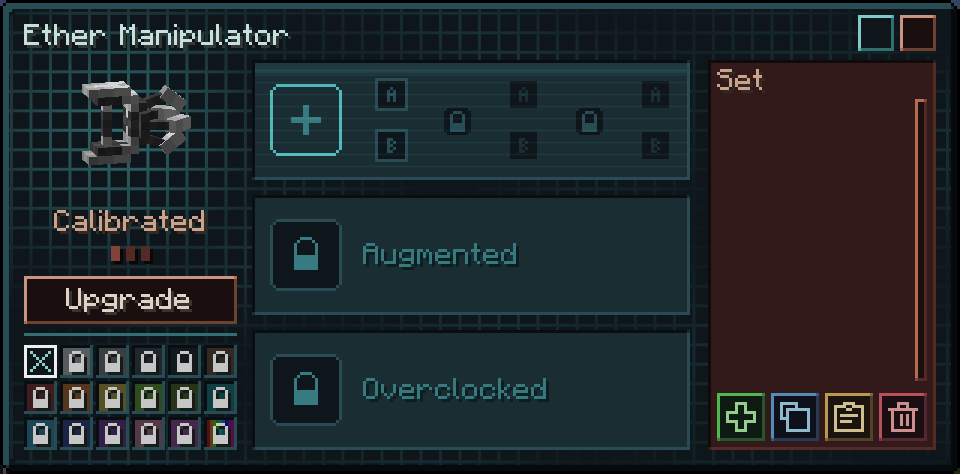 Ether Manipulator
Set
A A A
B B B
Calibrated
Augmented
Upgrade
Overclocked